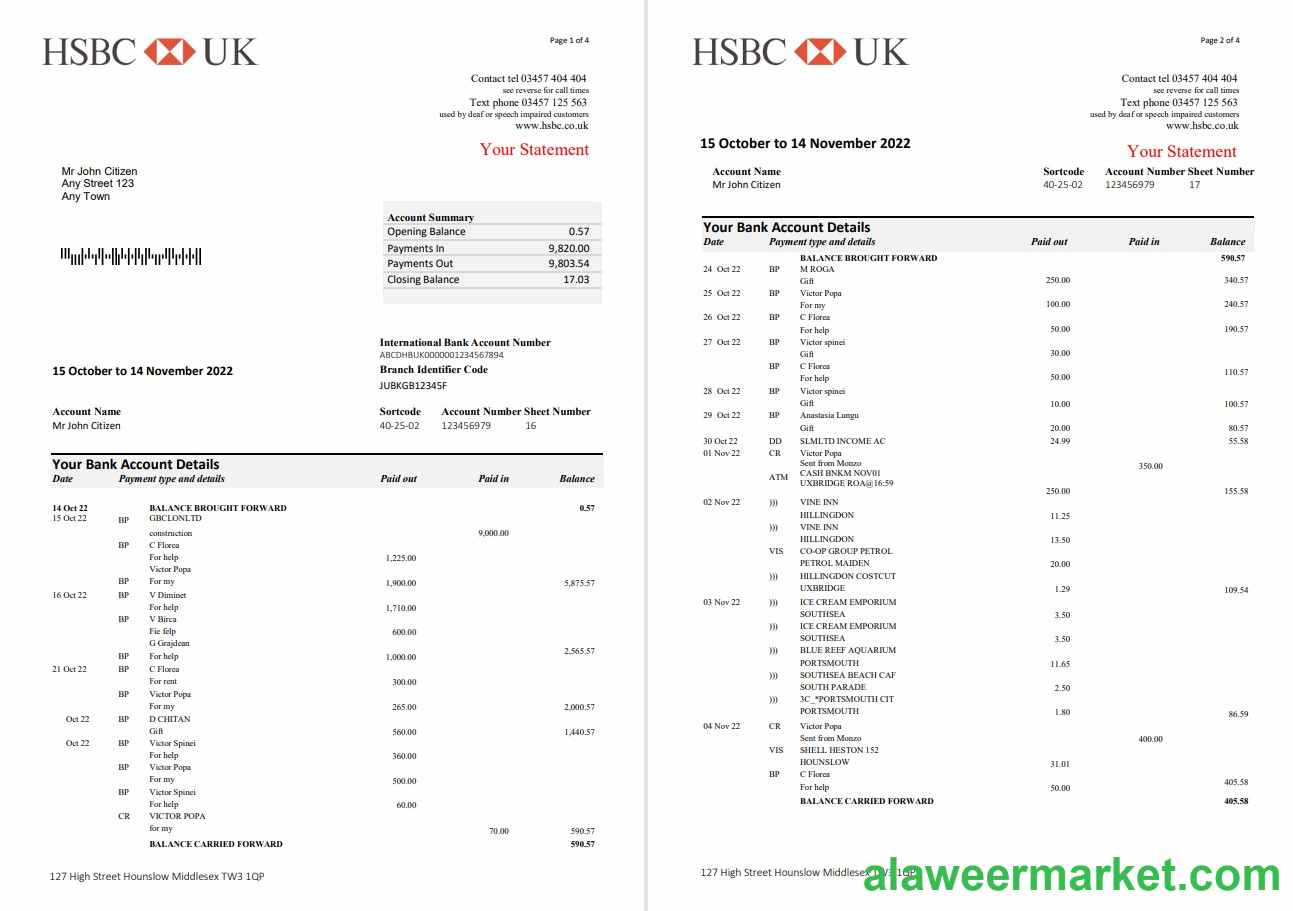 HSBC UK
Page 1 of 4
Contact tel 03457 404 404
see reverse for call times
Text phone 03457 125 563
used by deaf or speech impaired customers
www.hsbc.co.uk
Your Statement
Mr John Citizen
Any Street 123
Any Town
Account Summary
Opening Balance 0.57
Payments In 9,820.00
Payments Out 9,803.54
Closing Balance 17.03
International Bank Account Number
ABCDHBUK0000001234567894
15 October to 14 November 2022
Branch Identifier Code
JUBKGB12345F
Account Name Sortcode Account Number Sheet Number
Mr John Citizen 40-25-02 123456979 16
Your Bank Account Details
Date Payment type and details Paid out Paid in Balance
14 Oct 22 BALANCE BROUGHT FORWARD 0.57
15 Oct 22 BP GBCLONLTD
construction 9,000.00
BP C Florea
For help 1,225.00
Victor Popa
BP For my 1,900.00 5,875.57
16 Oct 22 BP V Diminet
For help 1,710.00
BP V Birca
Fie felp 600.00
G Grajdean
BP For help 1,000.00 2,565.57
21 Oct 22 BP C Florea
For rent 300.00
BP Victor Popa
For my 265.00 2,000.57
Oct 22 BP D CHITAN
Gift 560.00 1,440.57
Oct 22 BP Victor Spinei
For help 360.00
BP Victor Popa
For my 500.00
BP Victor Spinei
For help 60.00
CR VICTOR POPA
for my 70.00 590.57
BALANCE CARRIED FORWARD 590.57
127 High Street Hounslow Middlesex TW3 1QP
HSBC UK
Page 2 of 4
Contact tel 03457 404 404
see reverse for call times
Text phone 03457 125 563
used by deaf or speech impaired customers
www.hsbc.co.uk
15 October to 14 November 2022
Your Statement
Account Name Sortcode Account Number Sheet Number
Mr John Citizen 40-25-02 123456979 17
Your Bank Account Details
Date Payment type and details Paid out Paid in Balance
BALANCE BROUGHT FORWARD 590.57
24 Oct 22 BP M ROGA
Gift 250.00 340.57
25 Oct 22 BP Victor Popa
For my 100.00 240.57
26 Oct 22 BP C Florea
For help 50.00 190.57
27 Oct 22 BP Victor spinei
Gift 30.00
BP C Florea
For help 50.00 110.57
28 Oct 22 BP Victor spinei
Gift 10.00 100.57
29 Oct 22 BP Anastasia Lungu
Gift 20.00 80.57
30 Oct 22 DD SLMLTD INCOME AC 24.99 55.58
01 Nov 22 CR Victor Popa
Sent from Monzo 350.00
ATM CASH BNKM NOV01
UXBRIDGE ROA@16:59
250.00 155.58
02 Nov 22 ))) VINE INN
HILLINGDON 11.25
))) VINE INN
HILLINGDON 13.50
VIS CO-OP GROUP PETROL
PETROL MAIDEN 20.00
))) HILLINGDON COSTCUT
UXBRIDGE 1.29 109.54
03 Nov 22 ))) ICE CREAM EMPORIUM
SOUTHSEA 3.50
))) ICE CREAM EMPORIUM
SOUTHSEA 3.50
))) BLUE REEF AQUARIUM
PORTSMOUTH 11.65
))) SOUTHSEA BEACH CAF
SOUTH PARADE 2.50
))) 3C_*PORTSMOUTH CIT
PORTSMOUTH 1.80 86.59
04 Nov 22 CR Victor Popa
Sent from Monzo 400.00
VIS SHELL HESTON 152
HOUNSLOW 31.01
BP C Florea
For help 50.00 405.58
BALANCE CARRIED FORWARD 405.58
127 High Street Hounslow Middlesex TW3 1QP
alaweermarket.com